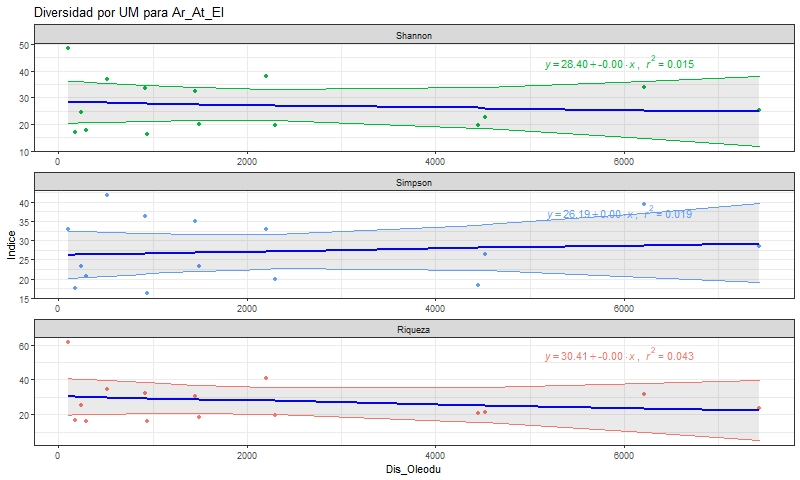 Diversidad por UM para Ar_At_El
Shannon
50
40
30
20
10
y = 28.40 + -0.00 · x , r² = 0.015
0 2000 4000 6000
Simpson
40
35
30
25
20
15
y = 26.19 + 0.00 · x , r² = 0.019
0 2000 4000 6000
Indice
Riqueza
60
40
20
y = 30.41 + -0.00 · x , r² = 0.043
0 2000 4000 6000
Dis_Oleodu